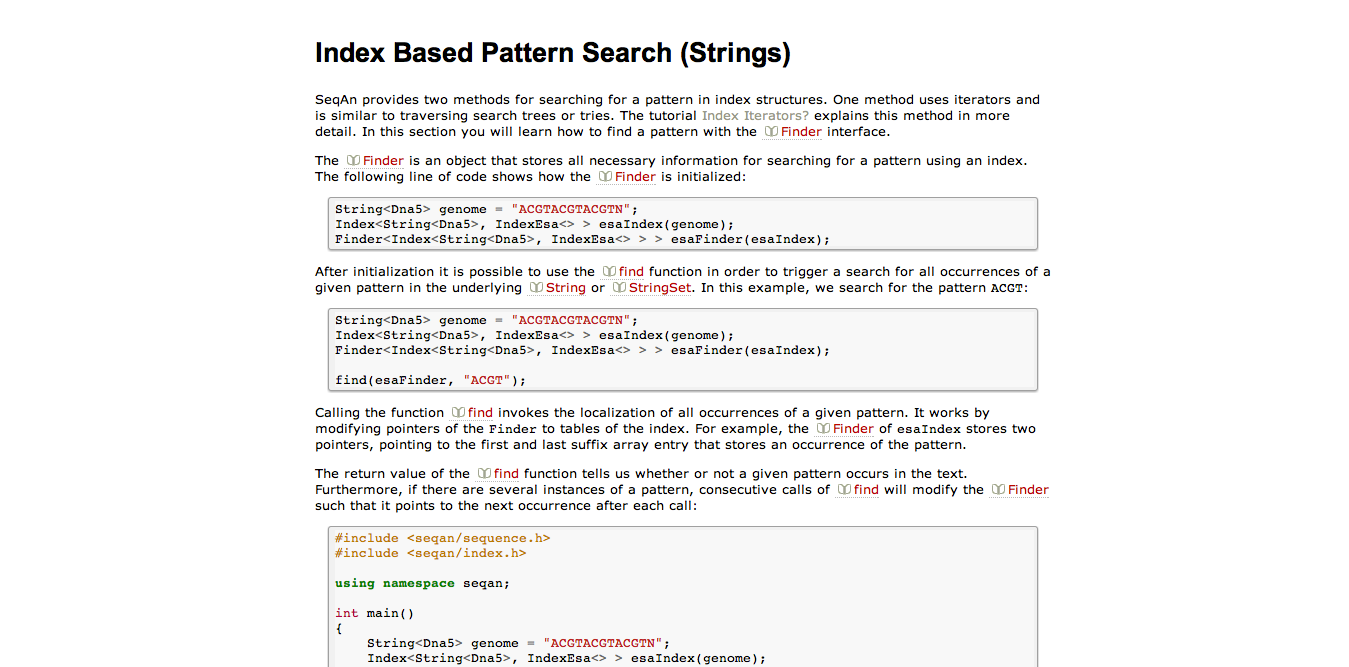 Index Based Pattern Search (Strings)
SeqAn provides two methods for searching for a pattern in index structures. One method uses iterators and
is similar to traversing search trees or tries. The tutorial Index Iterators? explains this method in more
detail. In this section you will learn how to find a pattern with the Finder interface.
The Finder is an object that stores all necessary information for searching for a pattern using an index.
The following line of code shows how the Finder is initialized:
String<Dna5> genome = "ACGTACGTACGTN";
Index<String<Dna5>, IndexEsa<> > esaIndex(genome);
Finder<Index<String<Dna5>, IndexEsa<> > > esaFinder(esaIndex);
After initialization it is possible to use the find function in order to trigger a search for all occurrences of a
given pattern in the underlying String or StringSet. In this example, we search for the pattern ACGT:
String<Dna5> genome = "ACGTACGTACGTN";
Index<String<Dna5>, IndexEsa<> > esaIndex(genome);
Finder<Index<String<Dna5>, IndexEsa<> > > esaFinder(esaIndex);
find(esaFinder, "ACGT");
Calling the function find invokes the localization of all occurrences of a given pattern. It works by
modifying pointers of the Finder to tables of the index. For example, the Finder of esaIndex stores two
pointers, pointing to the first and last suffix array entry that stores an occurrence of the pattern.
The return value of the find function tells us whether or not a given pattern occurs in the text.
Furthermore, if there are several instances of a pattern, consecutive calls of find will modify the Finder
such that it points to the next occurrence after each call:
#include <seqan/sequence.h>
#include <seqan/index.h>
using namespace seqan;
int main()
{
String<Dna5> genome = "ACGTACGTACGTN";
Index<String<Dna5>, IndexEsa<> > esaIndex(genome);